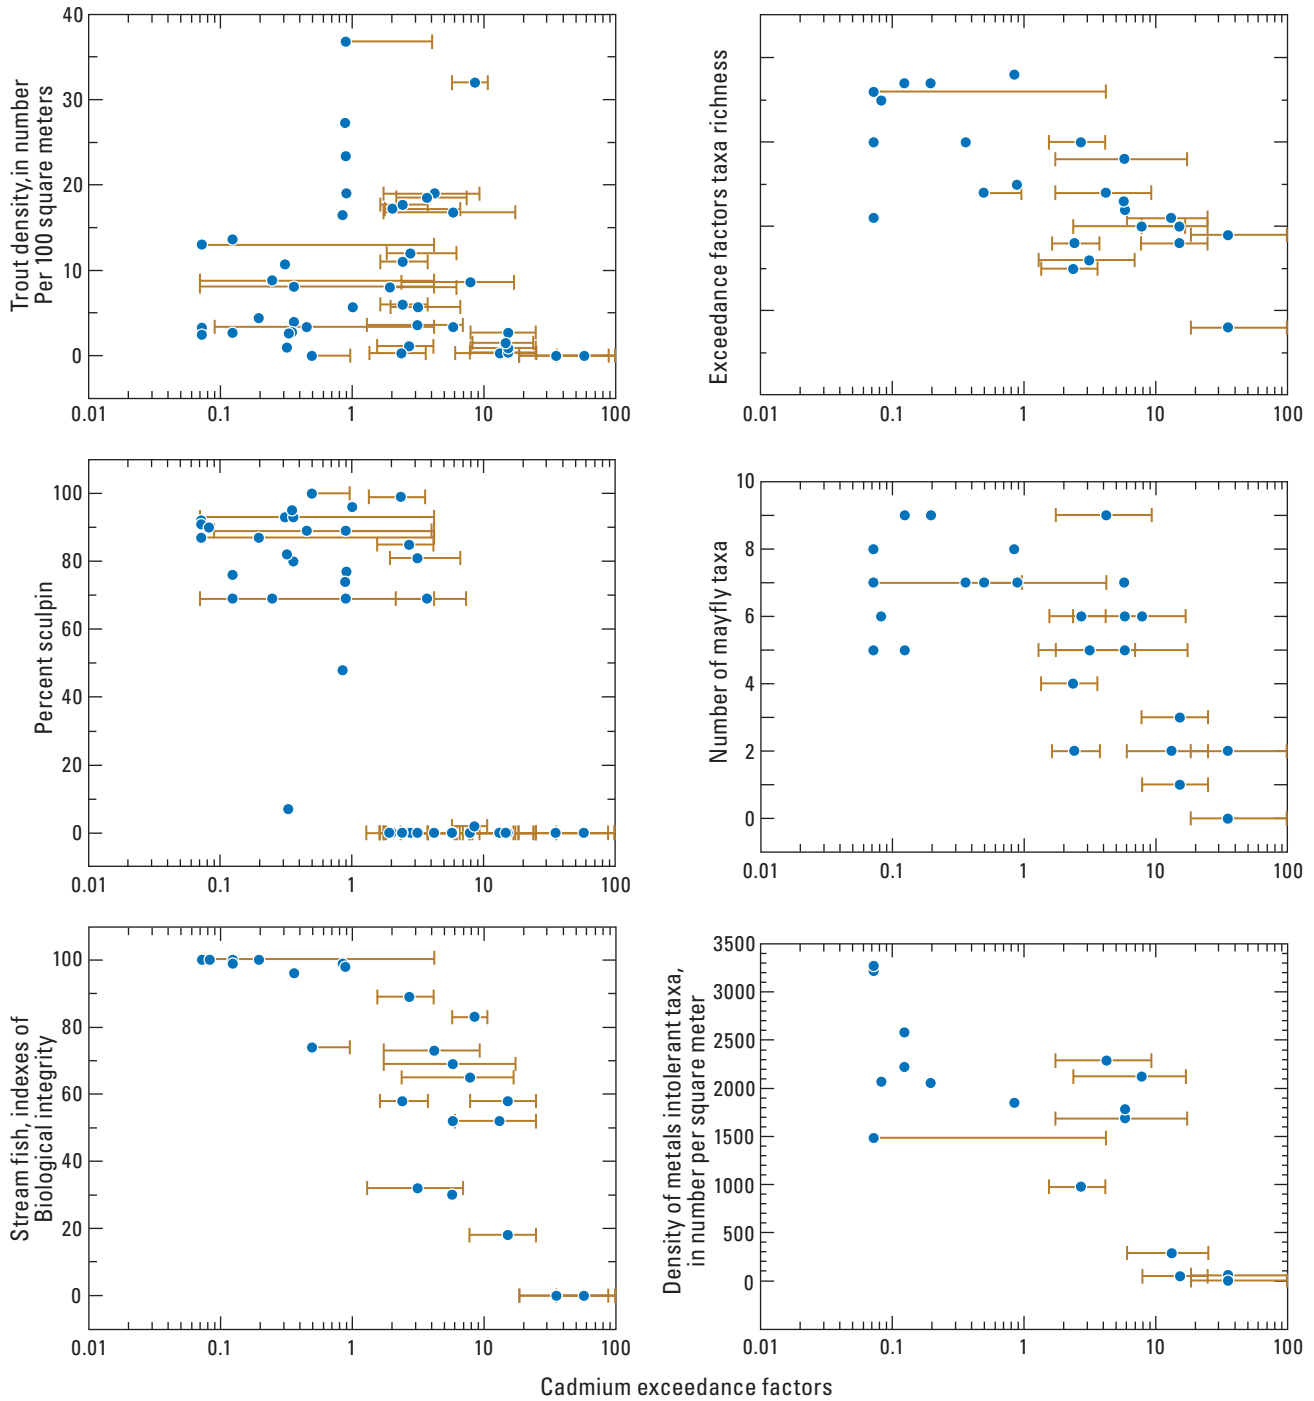 40
30
20
10
0
Trout density, in number
Per 100 square meters
0.01 0.1 1 10 100
Exceedance factors taxa richness
0.01 0.1 1 10 100
100
80
60
40
20
0
Percent sculpin
0.01 0.1 1 10 100
10
8
6
4
2
0
Number of mayfly taxa
0.01 0.1 1 10 100
100
80
60
40
20
0
Stream fish, indexes of
Biological integrity
0.01 0.1 1 10 100
3500
3000
2500
2000
1500
1000
500
0
Density of metals intolerant taxa,
in number per square meter
0.01 0.1 1 10 100
Cadmium exceedance factors